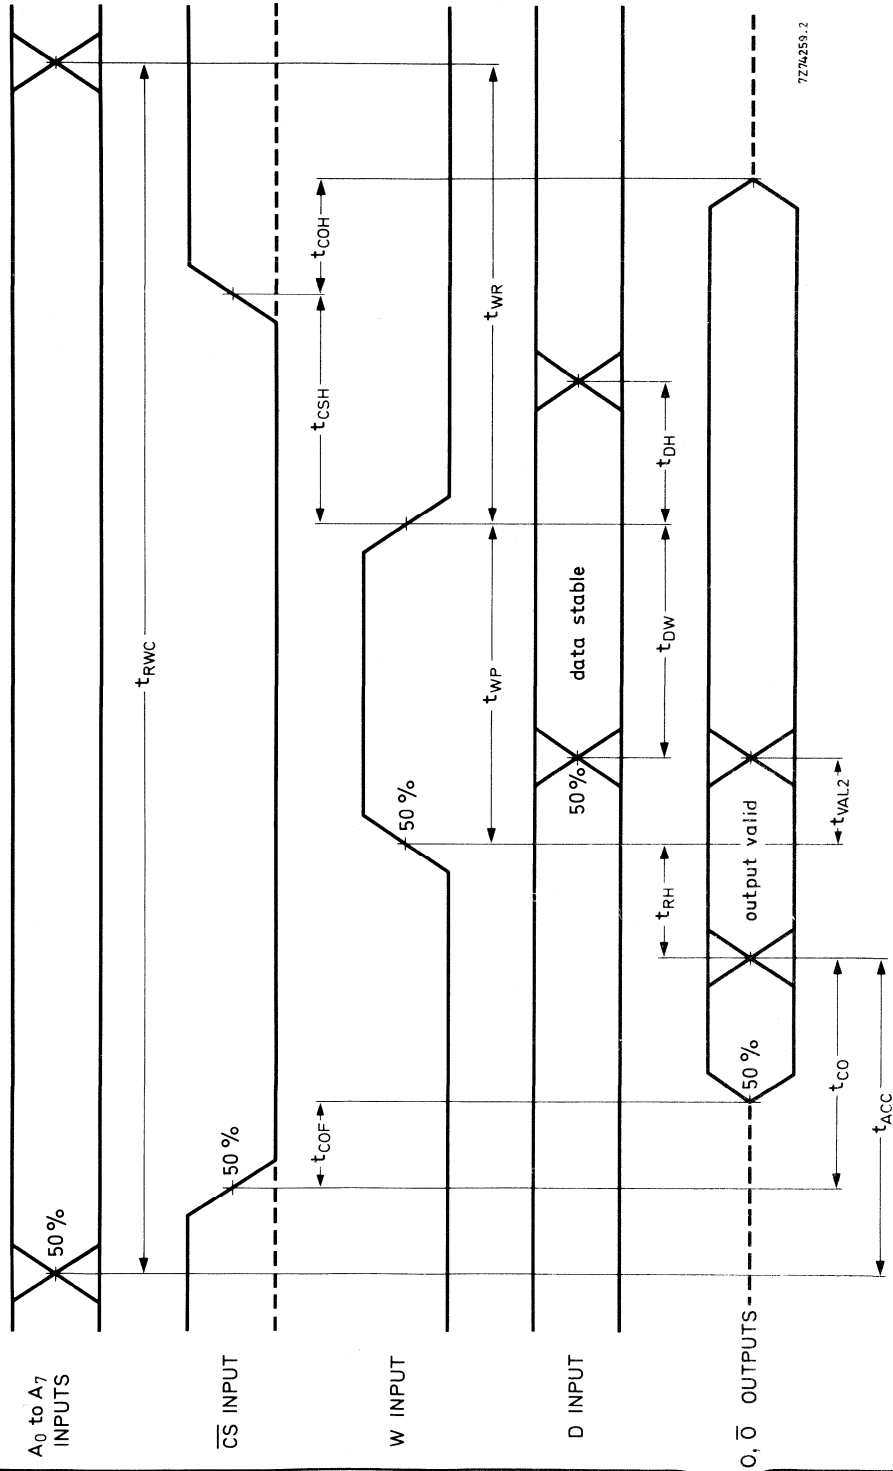 A0 to A7
INPUTS
50%
tRWC
CS INPUT
50%
tCOF
tCSH
tCOH
W INPUT
50%
tWP
tWR
D INPUT
50%
data stable
tRH
tDW
tDH
O, O OUTPUTS
50%
output valid
tCO
tVAL2
tACC
7Z74259.2